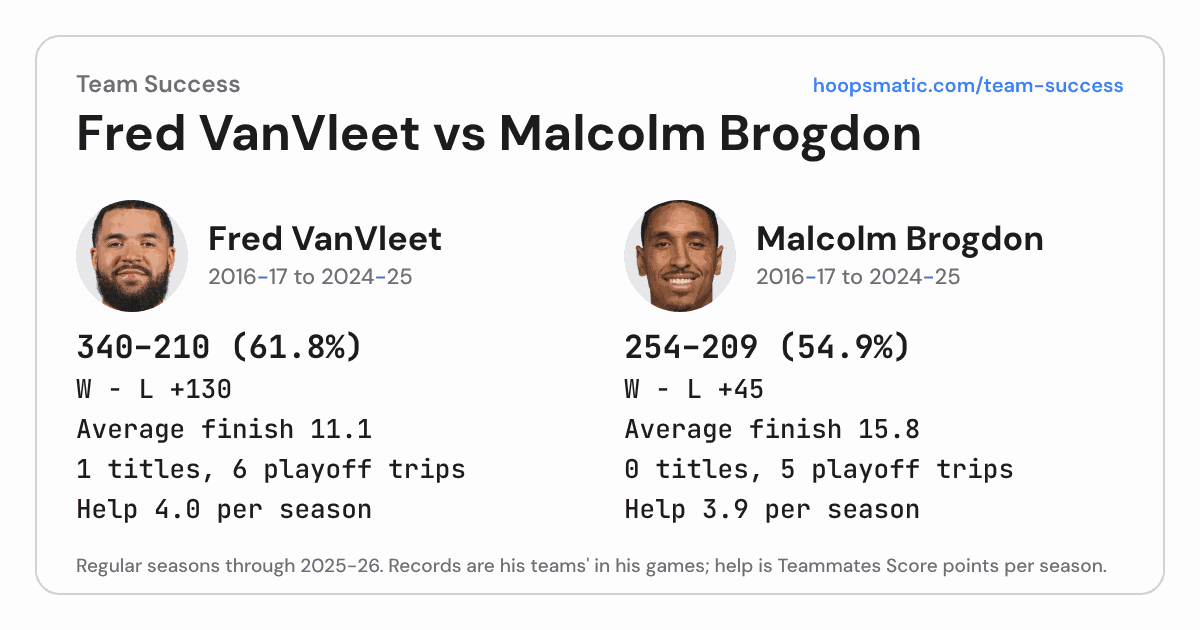 Team Success
hoopsmatic.com/team-success
Fred VanVleet vs Malcolm Brogdon
Fred VanVleet
2016-17 to 2024-25
340-210 (61.8%)
W - L +130
Average finish 11.1
1 titles, 6 playoff trips
Help 4.0 per season
Malcolm Brogdon
2016-17 to 2024-25
254-209 (54.9%)
W - L +45
Average finish 15.8
0 titles, 5 playoff trips
Help 3.9 per season
Regular seasons through 2025-26. Records are his teams' in his games; help is Teammates Score points per season.